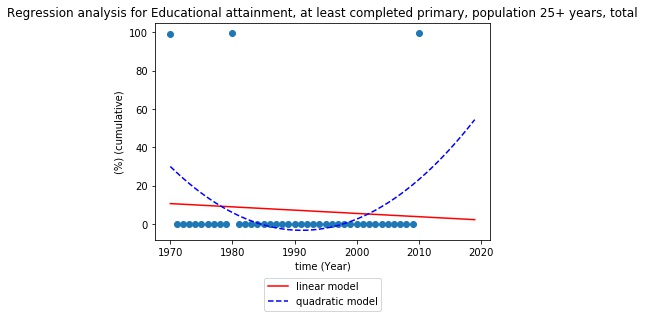 Regression analysis for Educational attainment, at least completed primary, population 25+ years, total
100
80
60
40
20
0
(%) (cumulative)
1970 1980 1990 2000 2010 2020
time (Year)
linear model
quadratic model